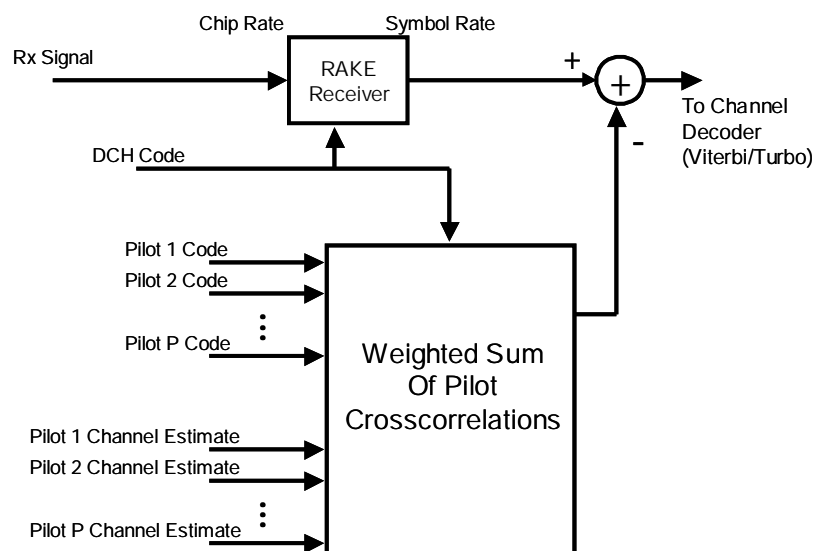 Chip Rate
Symbol Rate
Rx Signal
RAKE
Receiver
+
+
To Channel
Decoder
(Viterbi/Turbo)
DCH Code
-
Pilot 1 Code
Pilot 2 Code
⋮
Pilot P Code
Weighted Sum
Of Pilot
Crosscorrelations
Pilot 1 Channel Estimate
Pilot 2 Channel Estimate
⋮
Pilot P Channel Estimate